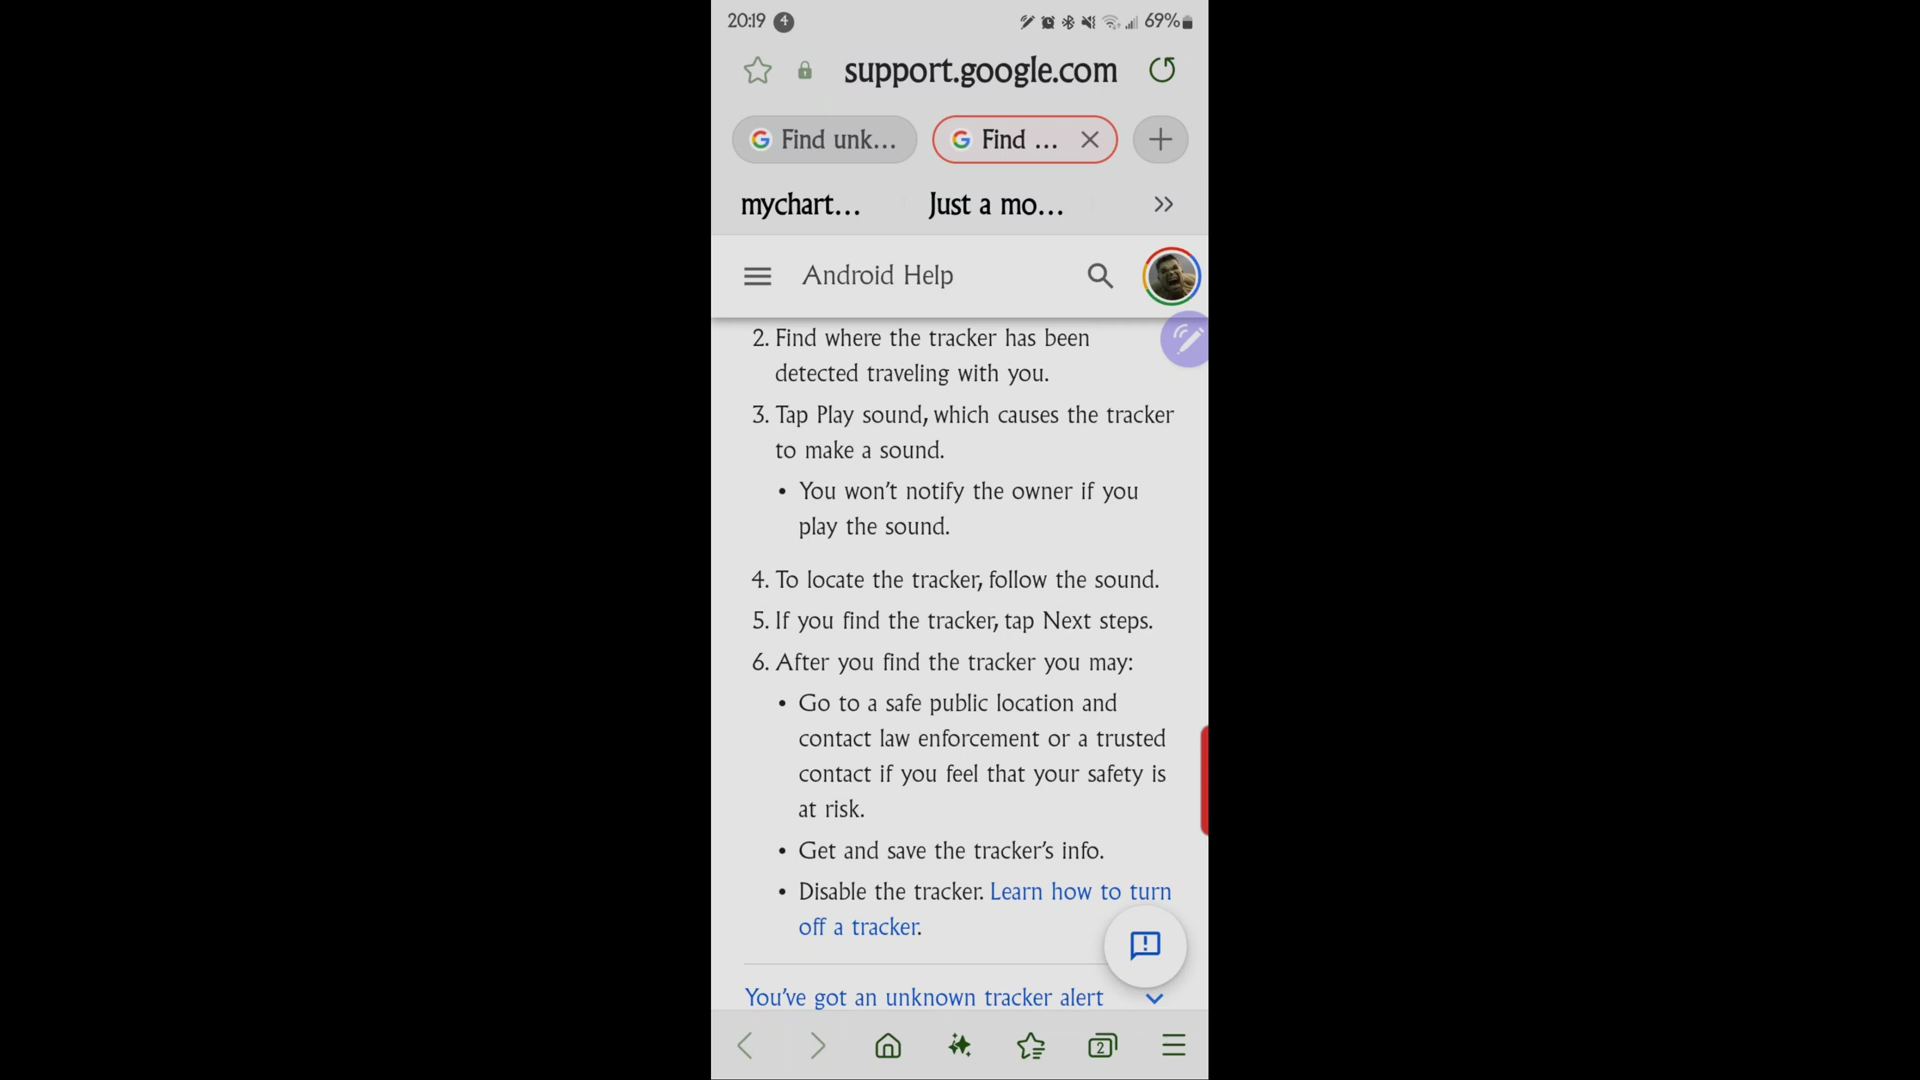 20:19 4 69%
support.google.com
Find unk... Find ...
mychart... Just a mo...
Android Help
2. Find where the tracker has been
detected traveling with you.
3. Tap Play sound, which causes the tracker
to make a sound.
• You won't notify the owner if you
play the sound.
4. To locate the tracker, follow the sound.
5. If you find the tracker, tap Next steps.
6. After you find the tracker you may:
• Go to a safe public location and
contact law enforcement or a trusted
contact if you feel that your safety is
at risk.
• Get and save the tracker's info.
• Disable the tracker. Learn how to turn
off a tracker.
You've got an unknown tracker alert
2